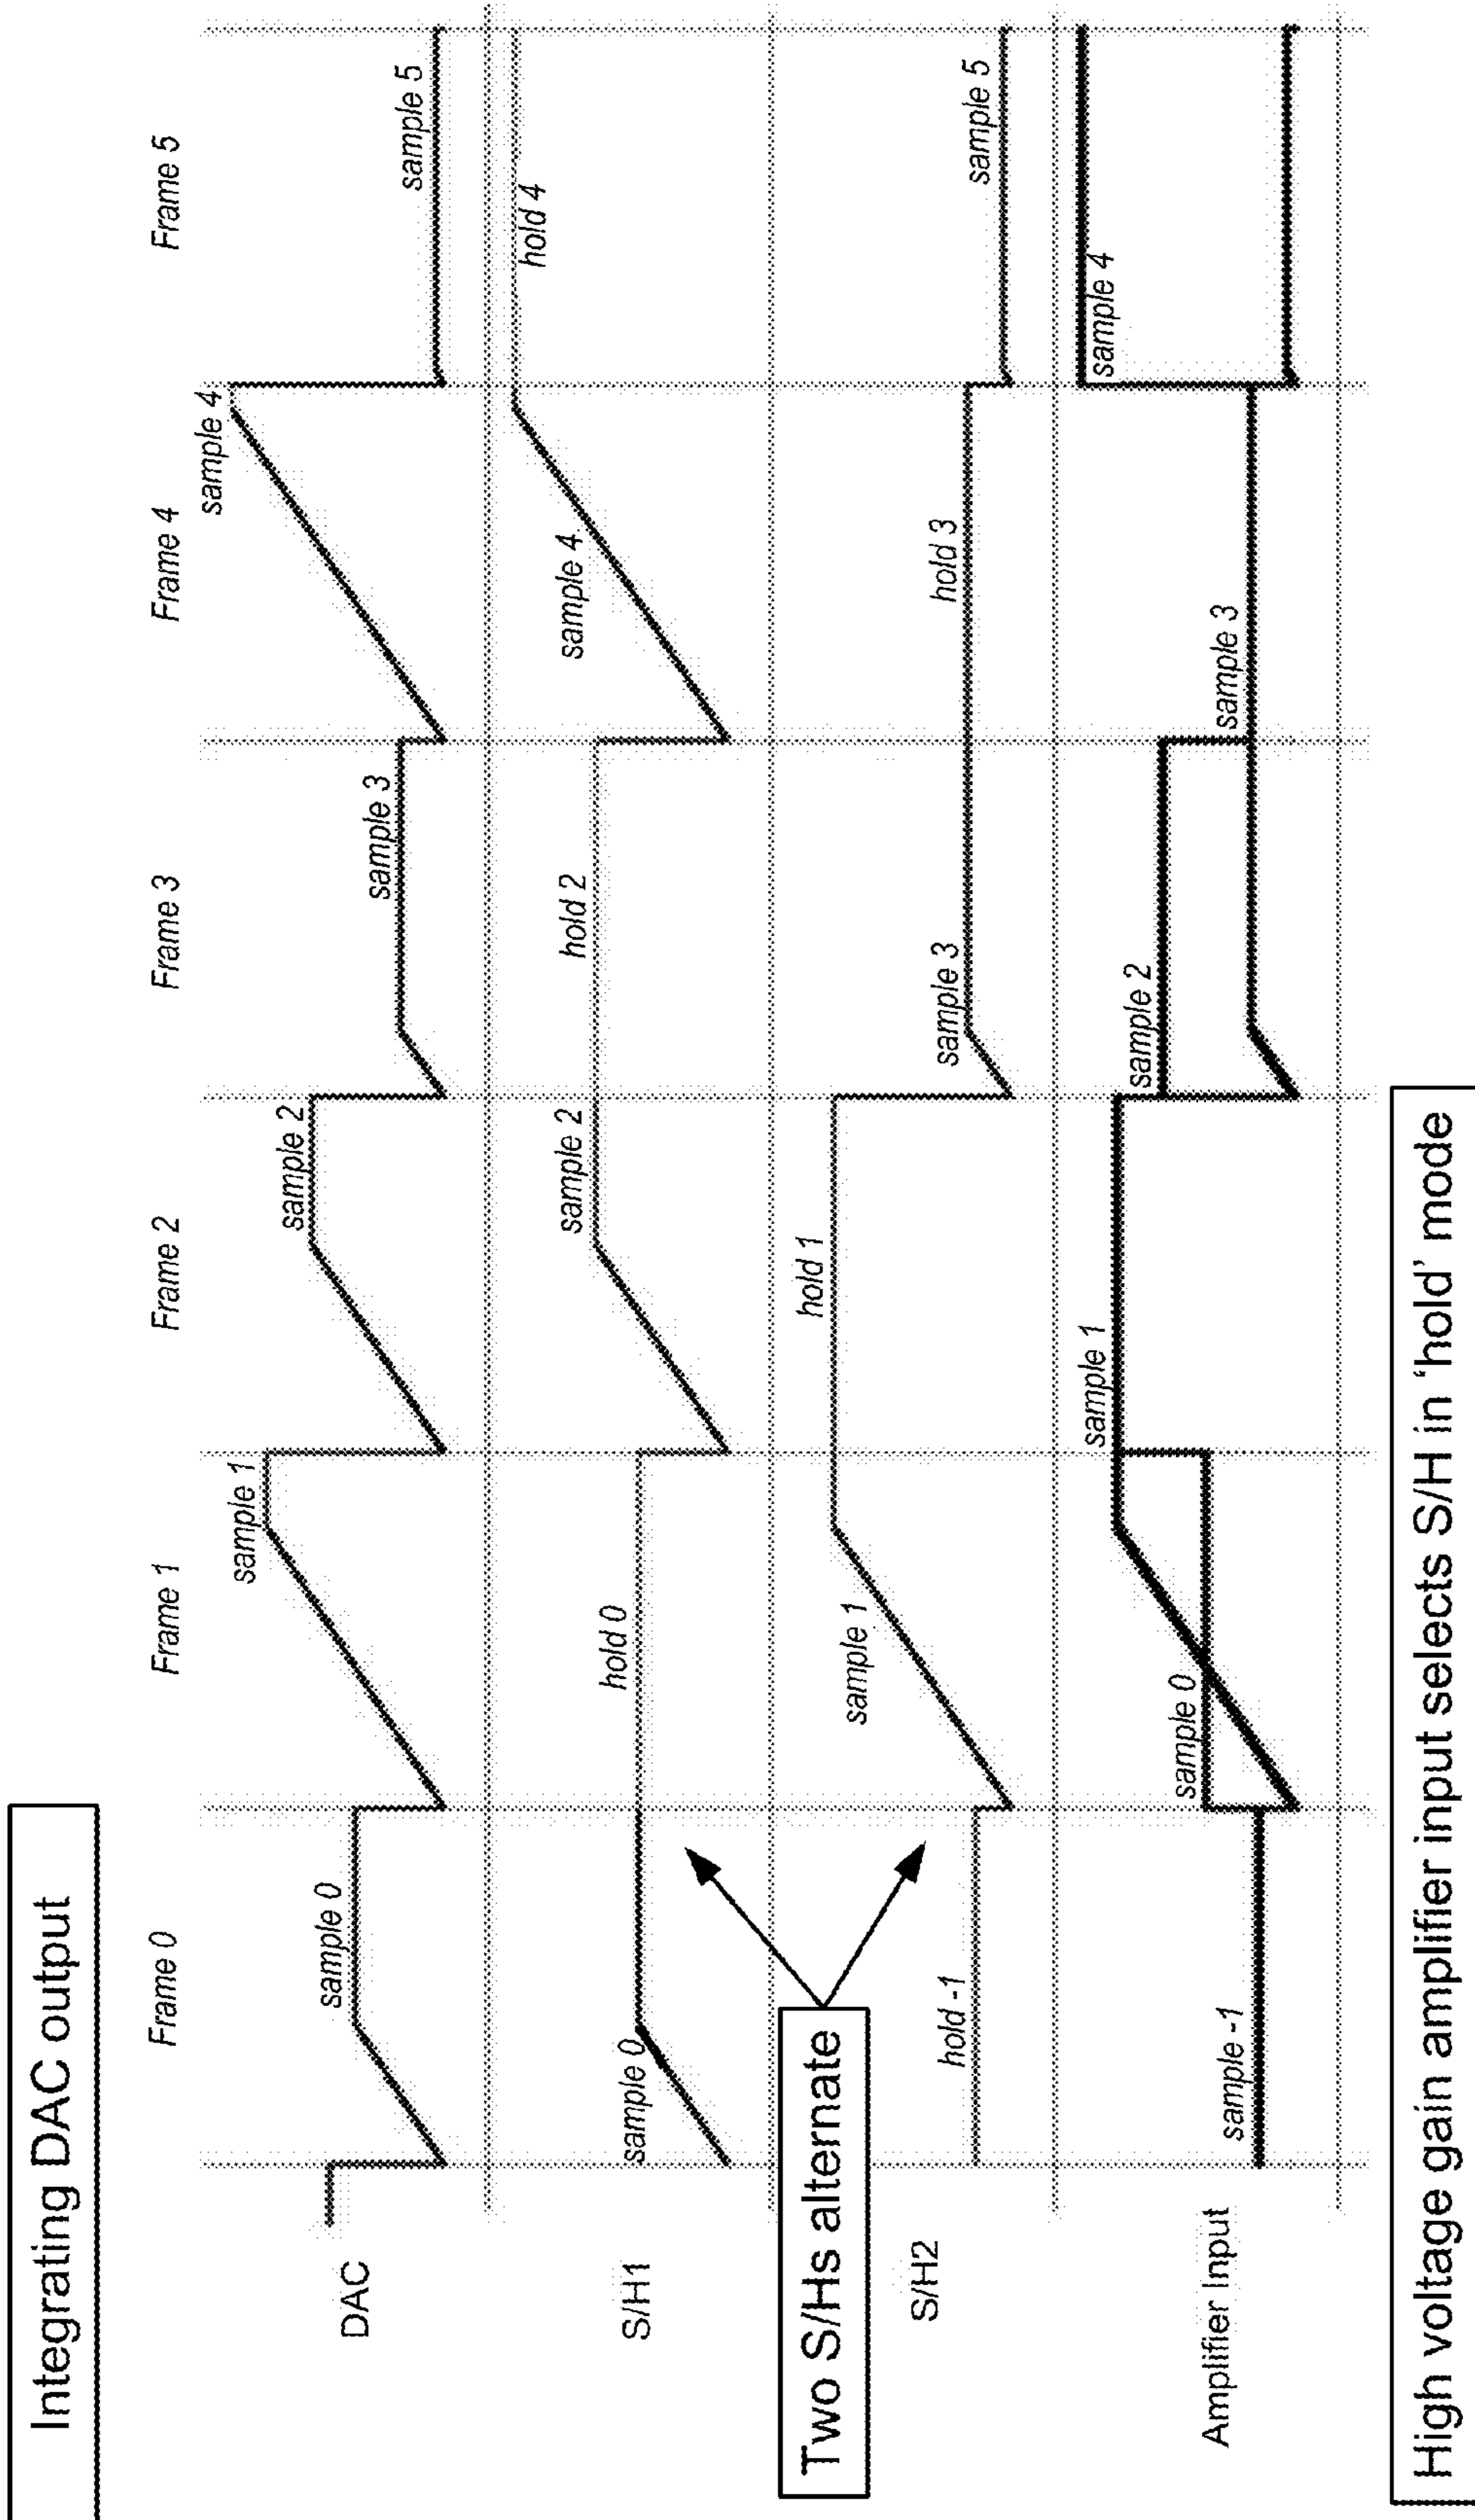 Integrating DAC output
Frame 0
Frame 1
Frame 2
Frame 3
Frame 4
Frame 5
DAC
sample 0
sample 1
sample 2
sample 3
sample 4
sample 5
S/H1
sample 0
hold 0
sample 2
hold 2
sample 4
hold 4
Two S/Hs alternate
S/H2
hold -1
sample 1
hold 1
sample 3
hold 3
sample 5
Amplifier Input
sample -1
sample 0
sample 1
sample 2
sample 3
sample 4
High voltage gain amplifier input selects S/H in ‘hold’ mode